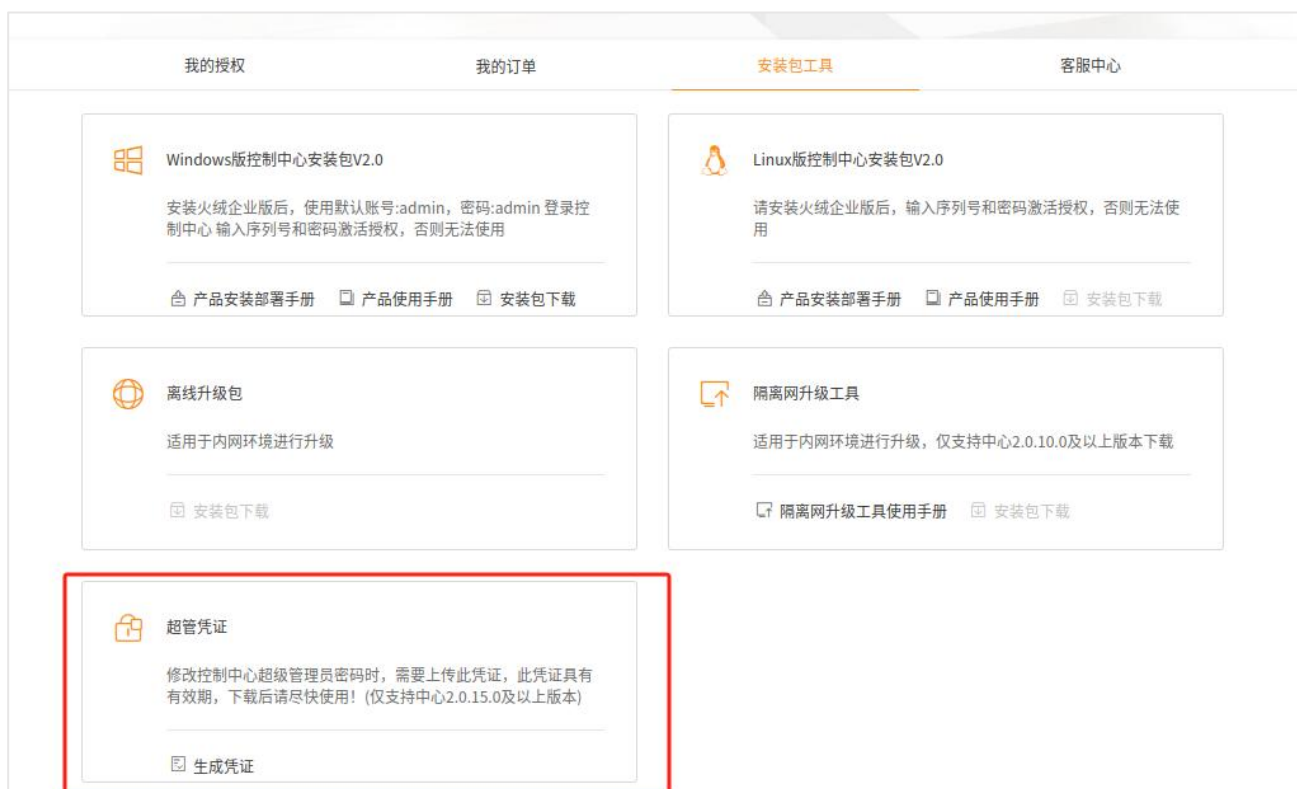 我的授权 我的订单 安装包工具 客服中心
Windows版控制中心安装包V2.0
安装火绒企业版后，使用默认账号:admin，密码:admin 登录控
制中心 输入序列号和密码激活授权，否则无法使用
产品安装部署手册 产品使用手册 安装包下载
Linux版控制中心安装包V2.0
请安装火绒企业版后，输入序列号和密码激活授权，否则无法使
用
产品安装部署手册 产品使用手册 安装包下载
离线升级包
适用于内网环境进行升级
安装包下载
隔离网升级工具
适用于内网环境进行升级，仅支持中心2.0.10.0及以上版本下载
隔离网升级工具使用手册 安装包下载
超管凭证
修改控制中心超级管理员密码时，需要上传此凭证，此凭证具有
有效期，下载后请尽快使用！(仅支持中心2.0.15.0及以上版本)
生成凭证